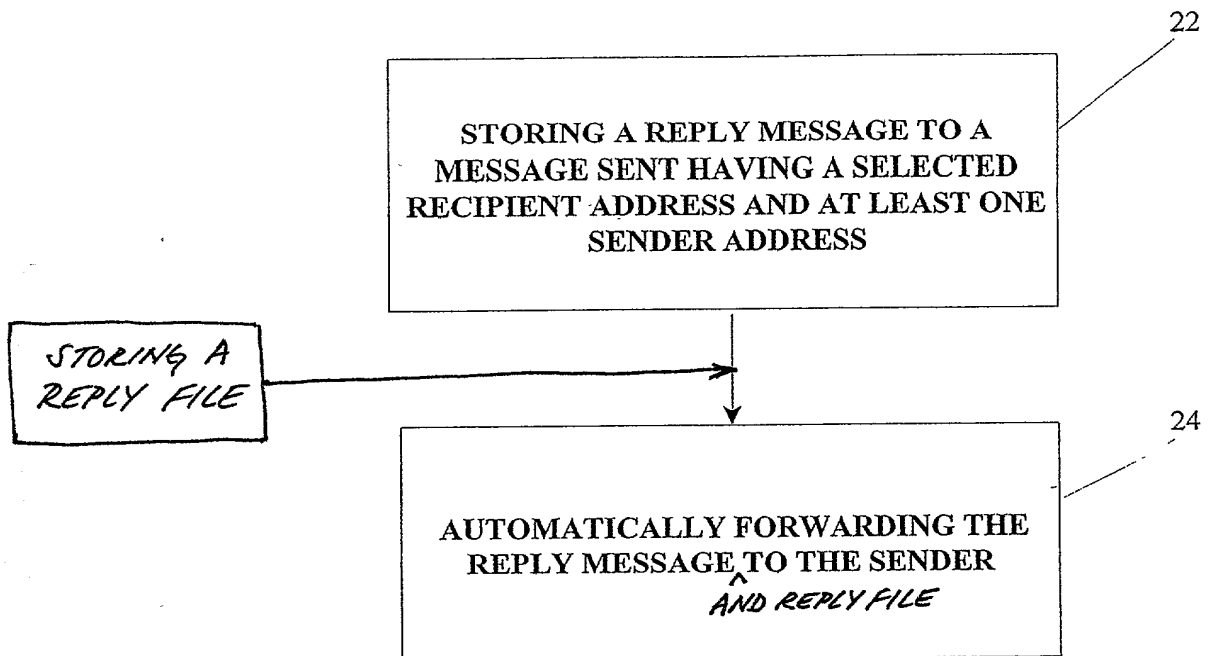 22
STORING A REPLY MESSAGE TO A
MESSAGE SENT HAVING A SELECTED
RECIPIENT ADDRESS AND AT LEAST ONE
SENDER ADDRESS
STORING A
REPLY FILE
24
AUTOMATICALLY FORWARDING THE
REPLY MESSAGE ^ TO THE SENDER
AND REPLY FILE